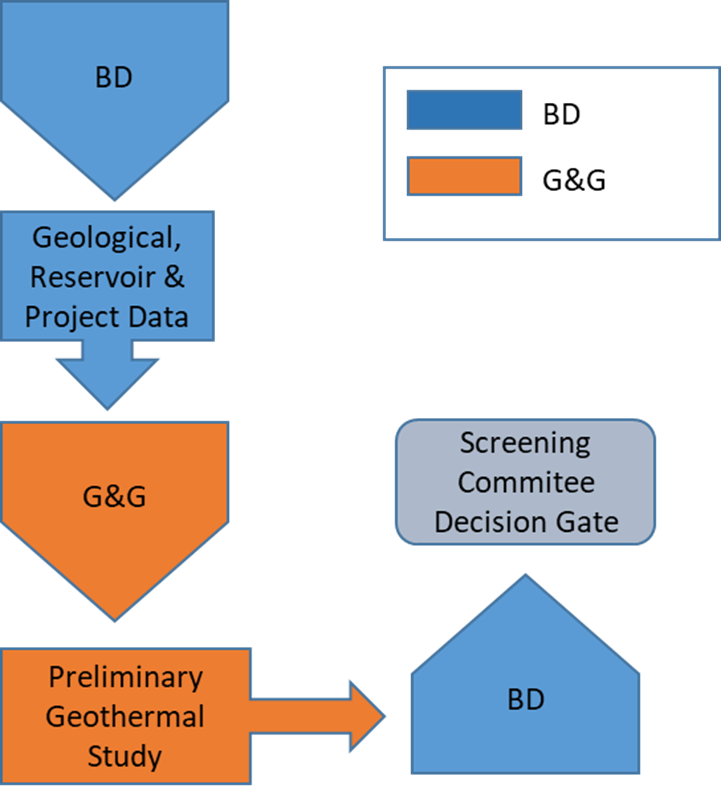 BD
BD
G&G
Geological,
Reservoir &
Project Data
G&G
Screening
Commitee
Decision Gate
Preliminary
Geothermal
Study
BD